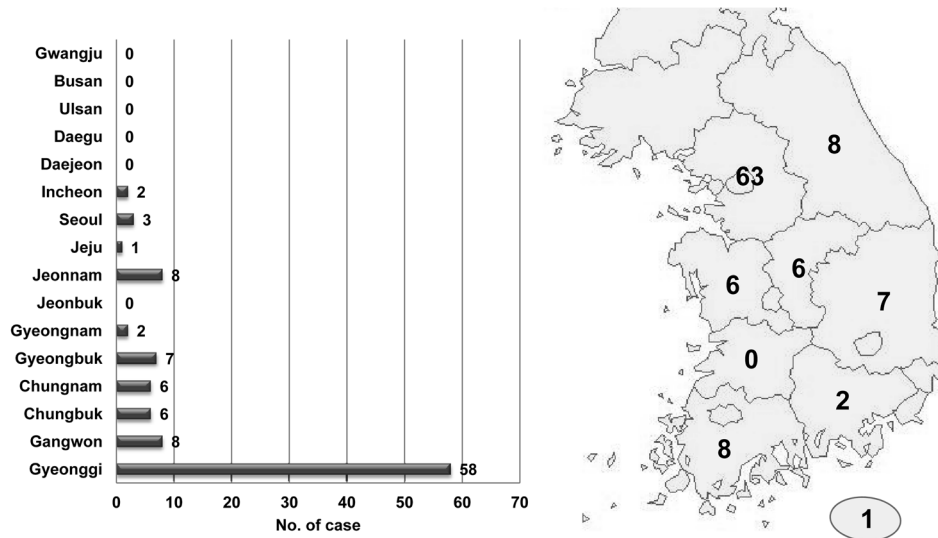 Gwangju 0
Busan 0
Ulsan 0
Daegu 0
Daejeon 0
Incheon 2
Seoul 3
Jeju 1
Jeonnam 8
Jeonbuk 0
Gyeongnam 2
Gyeongbuk 7
Chungnam 6
Chungbuk 6
Gangwon 8
Gyeonggi 58
0 10 20 30 40 50 60 70
No. of case
8
63
6
6
7
0
2
8
1